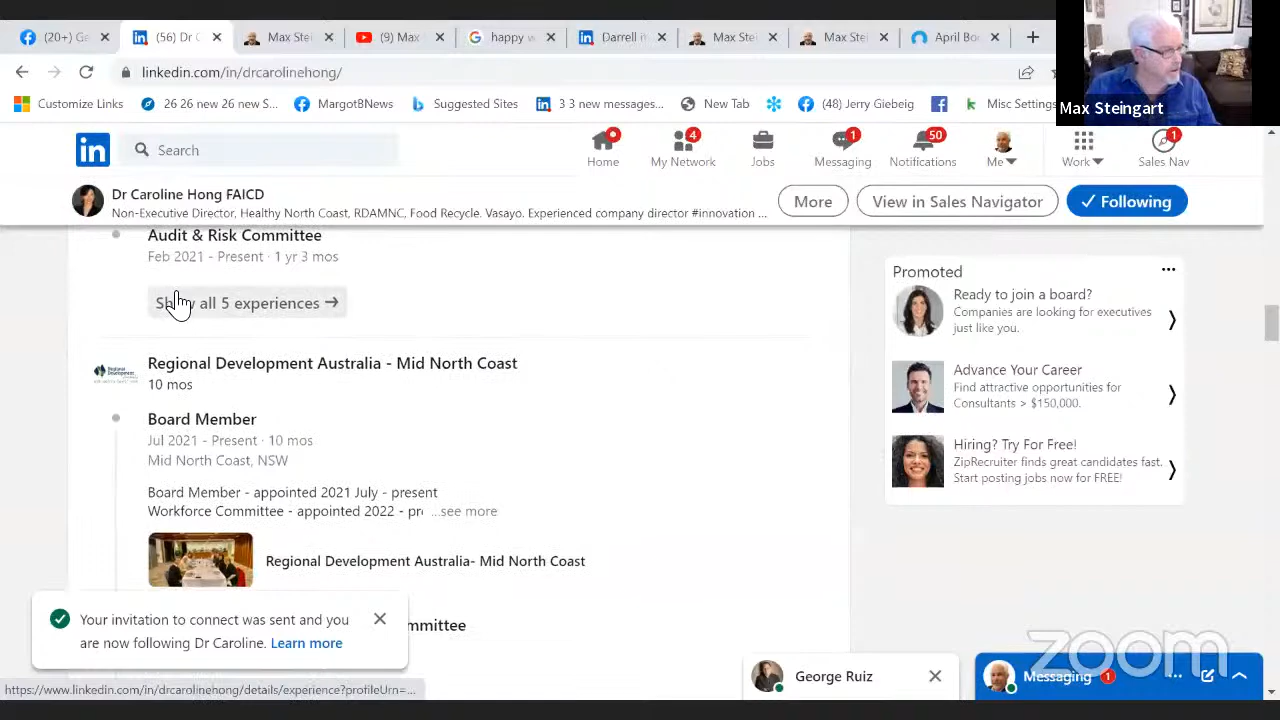 (20+) G
(56) Dr C
Max Stei
(9) Max
happy w
Darrell m
Max Stei
Max Stei
April Bo
linkedin.com/in/drcarolinehong/
Max Steingart
Customize Links
26 26 new 26 new S...
MargotBNews
Suggested Sites
3 3 new messages...
New Tab
(48) Jerry Giebeig
Misc Settings
in
Search
Home
4
My Network
Jobs
1
Messaging
50
Notifications
Me
Work
1
Sales Nav
Dr Caroline Hong FAICD
Non-Executive Director, Healthy North Coast, RDAMNC, Food Recycle. Vasayo. Experienced company director #innovation ...
More
View in Sales Navigator
Following
Audit & Risk Committee
Feb 2021 - Present · 1 yr 3 mos
all 5 experiences →
Regional Development Australia - Mid North Coast
10 mos
Board Member
Jul 2021 - Present · 10 mos
Mid North Coast, NSW
Board Member - appointed 2021 July - present
Workforce Committee - appointed 2022 - pr ...see more
Regional Development Australia- Mid North Coast
mmittee
Promoted
Ready to join a board?
Companies are looking for executives
just like you.
Advance Your Career
Find attractive opportunities for
Consultants > $150,000.
Hiring? Try For Free!
ZipRecruiter finds great candidates fast.
Start posting jobs now for FREE!
Your invitation to connect was sent and you
are now following Dr Caroline. Learn more
https://www.linkedin.com/in/drcarolinehong/details/experience?profileUrn=...
George Ruiz
Messaging 1
zoom